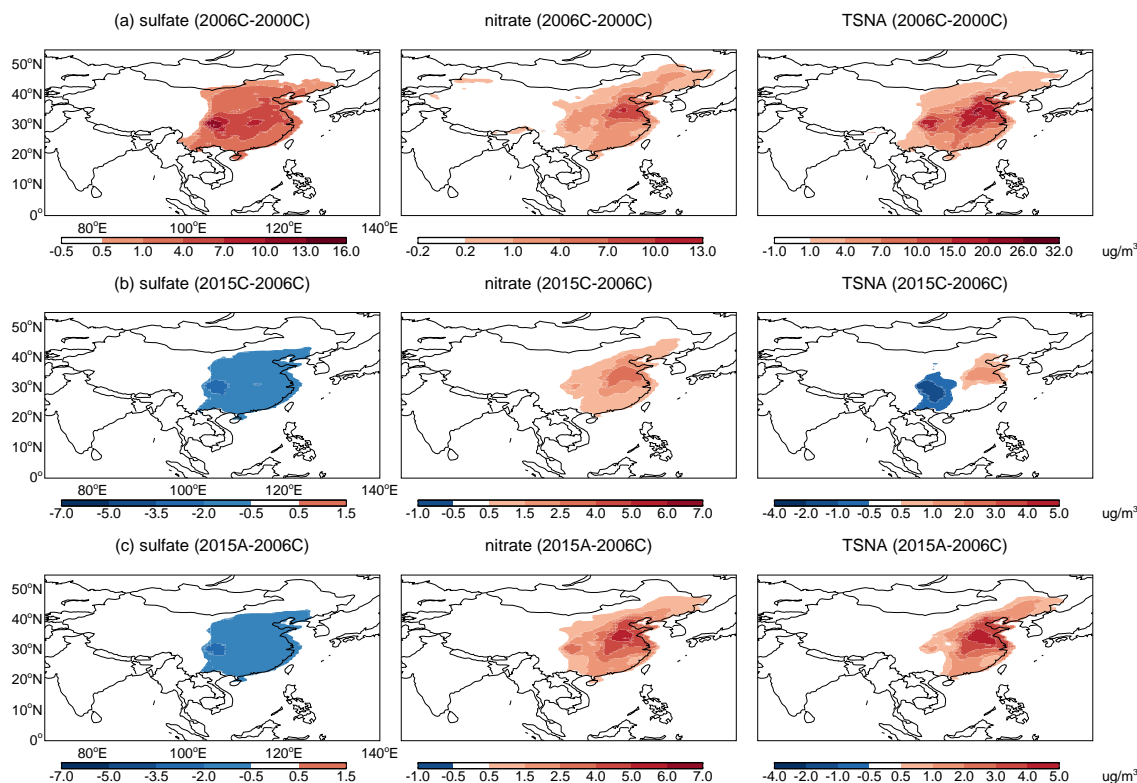 (a) sulfate (2006C-2000C) nitrate (2006C-2000C) TSNA (2006C-2000C)
50°N
40°N
30°N
20°N
10°N
0°
80°E 100°E 120°E 140°E
-0.5 0.5 1.0 4.0 7.0 10.0 13.0 16.0 -0.2 0.2 1.0 4.0 7.0 10.0 13.0 -1.0 1.0 4.0 7.0 10.0 15.0 20.0 26.0 32.0 ug/m³
(b) sulfate (2015C-2006C) nitrate (2015C-2006C) TSNA (2015C-2006C)
50°N
40°N
30°N
20°N
10°N
0°
80°E 100°E 120°E 140°E
-7.0 -5.0 -3.5 -2.0 -0.5 0.5 1.5 -1.0 -0.5 0.5 1.5 2.5 4.0 5.0 6.0 7.0 -4.0 -2.0 -1.0 -0.5 0.5 1.0 2.0 3.0 4.0 5.0 ug/m³
(c) sulfate (2015A-2006C) nitrate (2015A-2006C) TSNA (2015A-2006C)
50°N
40°N
30°N
20°N
10°N
0°
80°E 100°E 120°E 140°E
-7.0 -5.0 -3.5 -2.0 -0.5 0.5 1.5 -1.0 -0.5 0.5 1.5 2.5 4.0 5.0 6.0 7.0 -4.0 -2.0 -1.0 -0.5 0.5 1.0 2.0 3.0 4.0 5.0 ug/m³